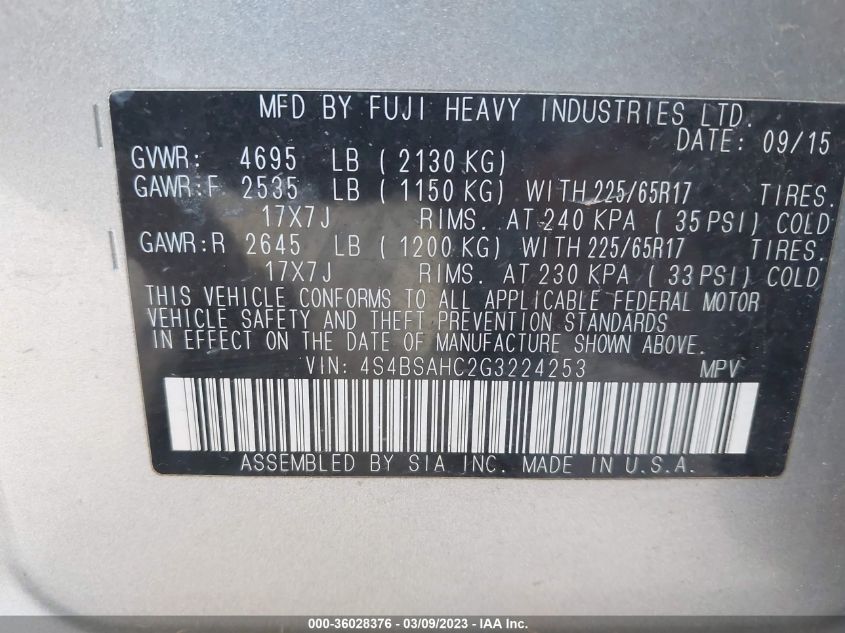 MFD BY FUJI HEAVY INDUSTRIES LTD.
DATE: 09/15
GVWR: 4695 LB ( 2130 KG)
GAWR:F 2535 LB ( 1150 KG) WITH 225/65R17 TIRES.
17X7J RIMS. AT 240 KPA ( 35 PSI) COLD
GAWR:R 2645 LB ( 1200 KG) WITH 225/65R17 TIRES.
17X7J RIMS. AT 230 KPA ( 33 PSI) COLD
THIS VEHICLE CONFORMS TO ALL APPLICABLE FEDERAL MOTOR
VEHICLE SAFETY AND THEFT PREVENTION STANDARDS
IN EFFECT ON THE DATE OF MANUFACTURE SHOWN ABOVE.
VIN: 4S4BSAHC2G3224253 MPV
ASSEMBLED BY SIA INC. MADE IN U.S.A.
000-36028376 - 03/09/2023 - IAA Inc.